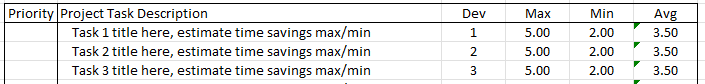 Priority Project Task Description Dev Max Min Avg
Task 1 title here, estimate time savings max/min 1 5.00 2.00 3.50
Task 2 title here, estimate time savings max/min 2 5.00 2.00 3.50
Task 3 title here, estimate time savings max/min 3 5.00 2.00 3.50